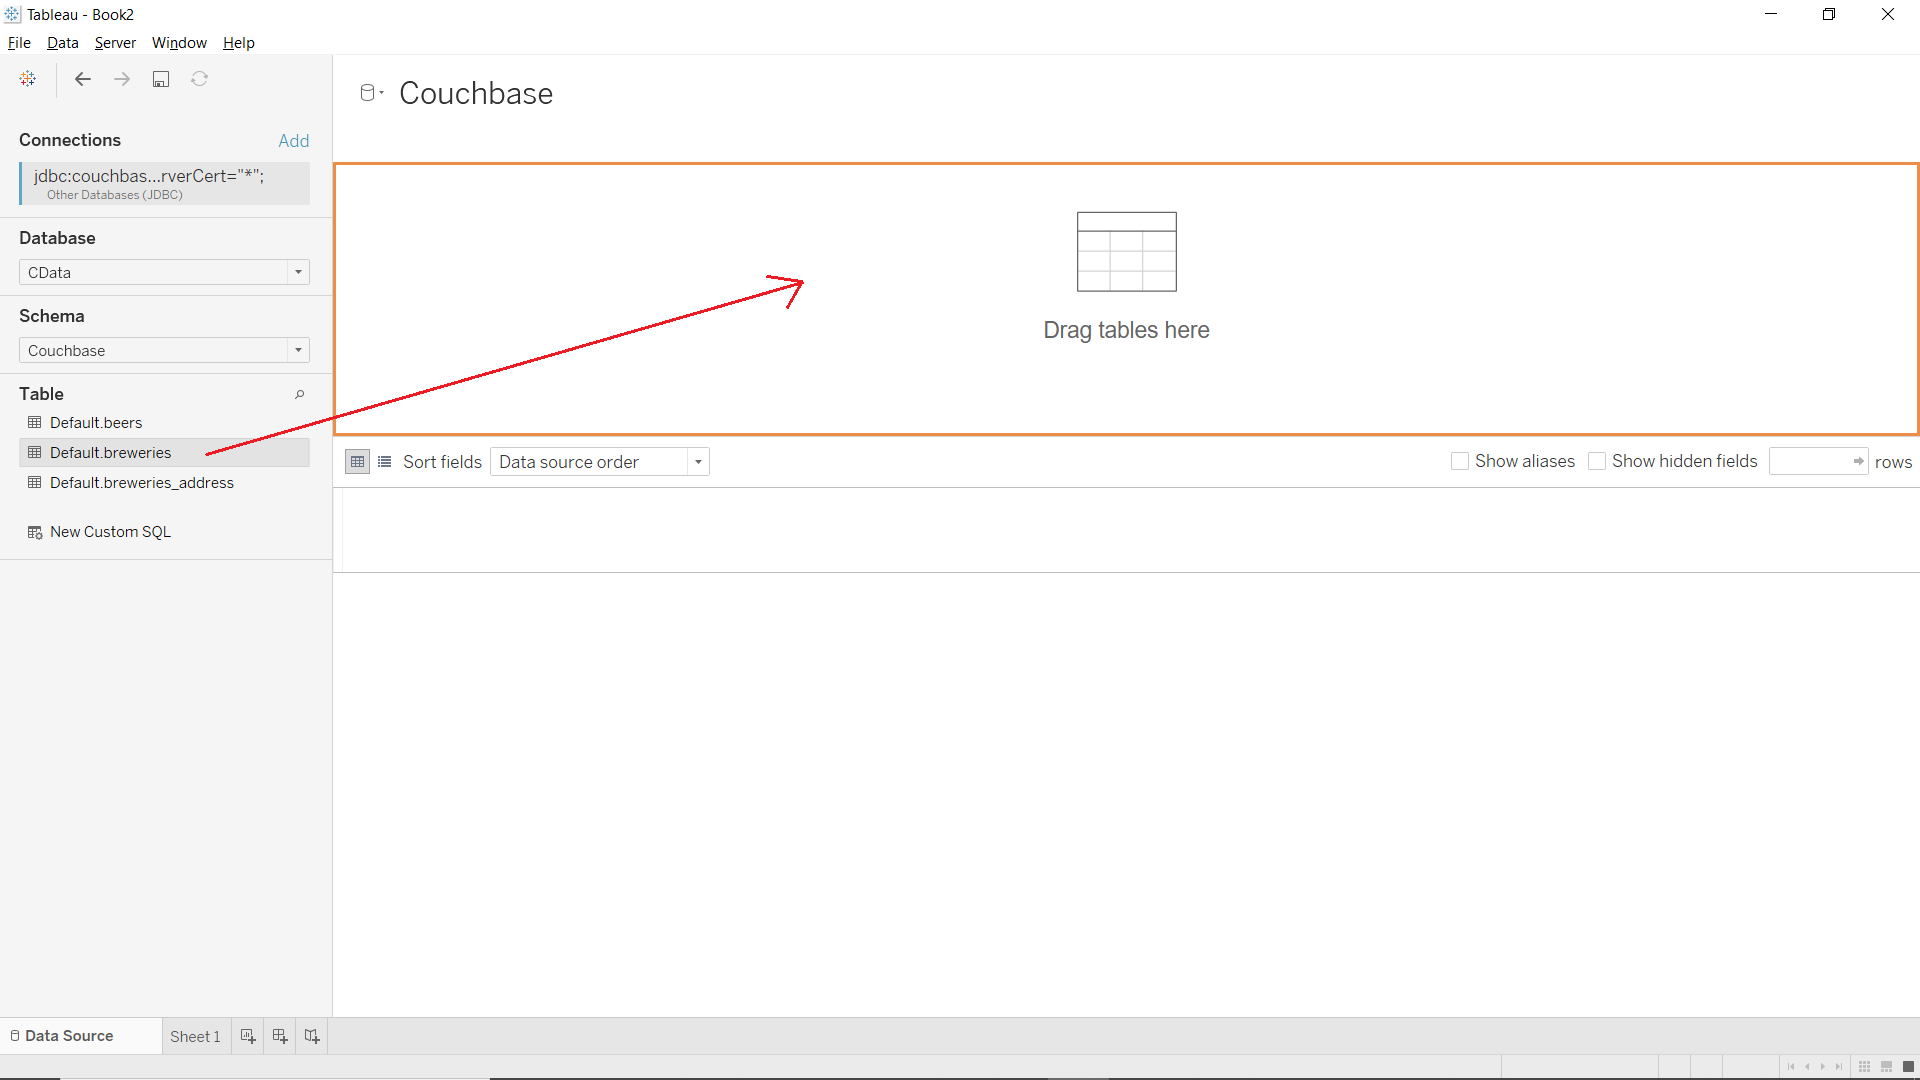 Tableau - Book2
File Data Server Window Help
Couchbase
Connections Add
jdbc:couchbas...rverCert="*";
Other Databases (JDBC)
Database
CData
Schema
Couchbase
Table
Default.beers
Default.breweries
Default.breweries_address
New Custom SQL
Drag tables here
Sort fields Data source order Show aliases Show hidden fields rows
Data Source Sheet 1